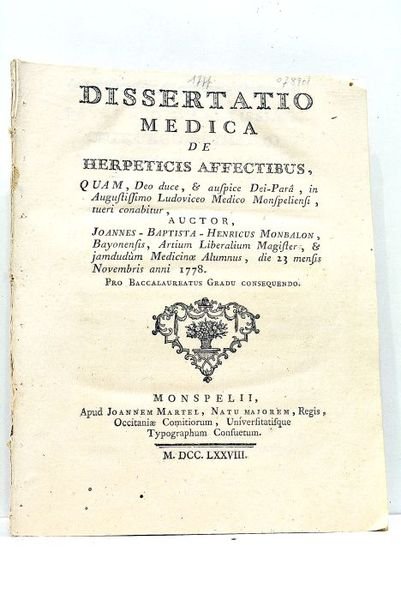 DISSERTATIO
MEDICA
DE
HERPETICIS AFFECTIBUS,
QUAM, Deo duce, & auſpice Dei-Parâ, in
Auguſtiſſimo Ludoviceo Medico Monſpelienſi,
tueri conabitur,
AUCTOR,
JOANNES-BAPTISTA-HENRICUS MONBALON,
Bayonenſis, Artium Liberalium Magiſter, &
jamdudùm Medicinæ Alumnus, die 23 menſis
Novembris anni 1778.
PRO BACCALAUREATUS GRADU CONSEQUENDO.
MONSPELII,
Apud JOANNEM MARTEL, NATU MAJOREM, Regis,
Occitaniæ Comitiorum, Univerſitatiſque
Typographum Conſuetum.
M. DCC. LXXVIII.